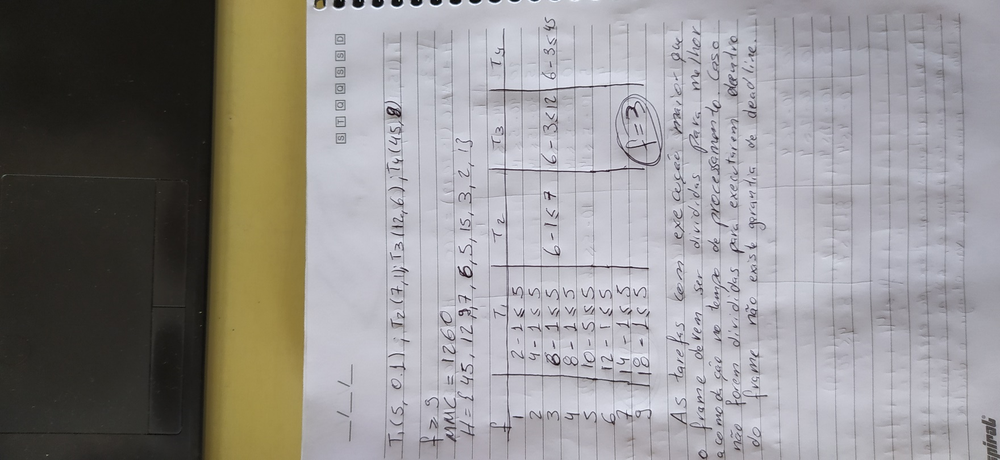 S T Q Q S S D
__/__/__
T1(5, 0.1); T2(7,1); T3(12,6); T4(45,9)
f ≥ 9
MMC = 1260
H = {45, 12, 9, 7, 6, 5, 15, 3, 2, 1}
f T1 T2 T3 T4
1 2 - 1 ≤ 5
2 4 - 1 ≤ 5
3 6 - 1 ≤ 5 6 - 1 ≤ 7 6 - 3 ≤ 12 6 - 3 ≤ 45
4 8 - 1 ≤ 5
5 10 - 5 ≤ 5
6 12 - 1 ≤ 5
7 14 - 1 ≤ 5
9 18 - 1 ≤ 5
f = 3
As tarefas com execução maior que
o frame devem ser divididas para melhor
acomodação no tempo de processamento. Caso
não forem divididas para executarem dentro
do frame não existe garantia de deadline.